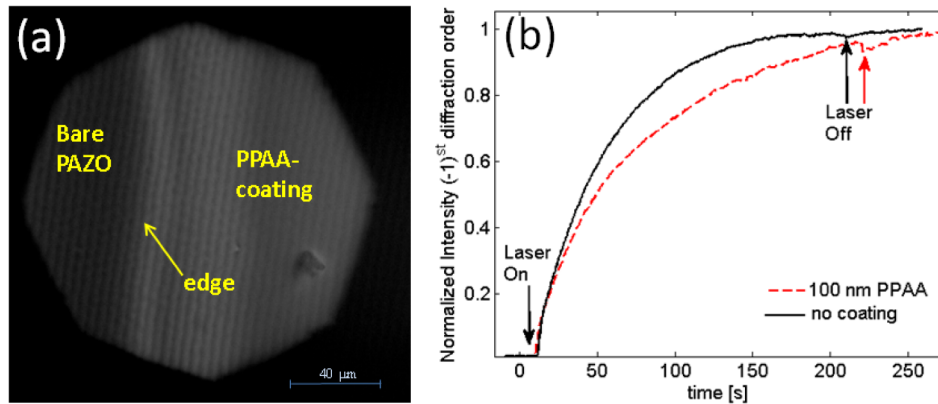 (a)
Bare
PAZO
PPAA-
coating
edge
40 µm
(b)
Normalized Intensity (-1)ˢᵗ diffraction order
1
0.8
0.6
0.4
0.2
Laser
On
Laser
Off
100 nm PPAA
no coating
0
50
100
150
200
250
time [s]